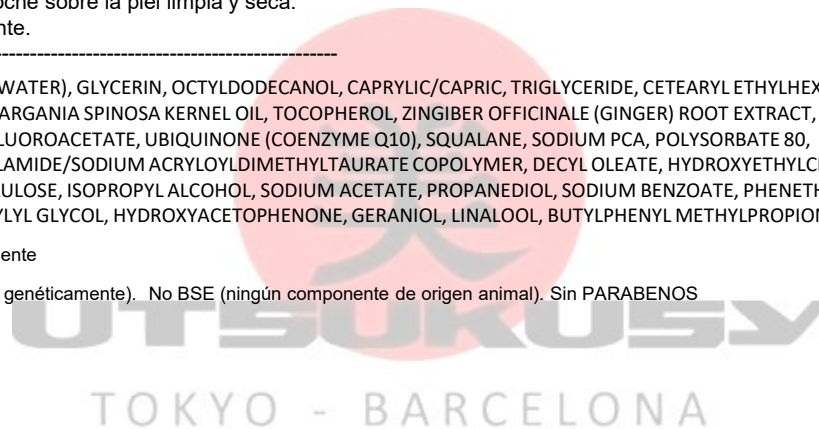 oche sobre la piel limpia y seca.
nte.
--------------------------------------------------
WATER), GLYCERIN, OCTYLDODECANOL, CAPRYLIC/CAPRIC, TRIGLYCERIDE, CETEARYL ETHYLHEX
ARGANIA SPINOSA KERNEL OIL, TOCOPHEROL, ZINGIBER OFFICINALE (GINGER) ROOT EXTRACT,
LUOROACETATE, UBIQUINONE (COENZYME Q10), SQUALANE, SODIUM PCA, POLYSORBATE 80,
LAMIDE/SODIUM ACRYLOYLDIMETHYLTAURATE COPOLYMER, DECYL OLEATE, HYDROXYETHYLCE
ULOSE, ISOPROPYL ALCOHOL, SODIUM ACETATE, PROPANEDIOL, SODIUM BENZOATE, PHENETH
YLYL GLYCOL, HYDROXYACETOPHENONE, GERANIOL, LINALOOL, BUTYLPHENYL METHYLPROPION
ente
genéticamente). No BSE (ningún componente de origen animal). Sin PARABENOS
美
UTSUKUSY
TOKYO - BARCELONA